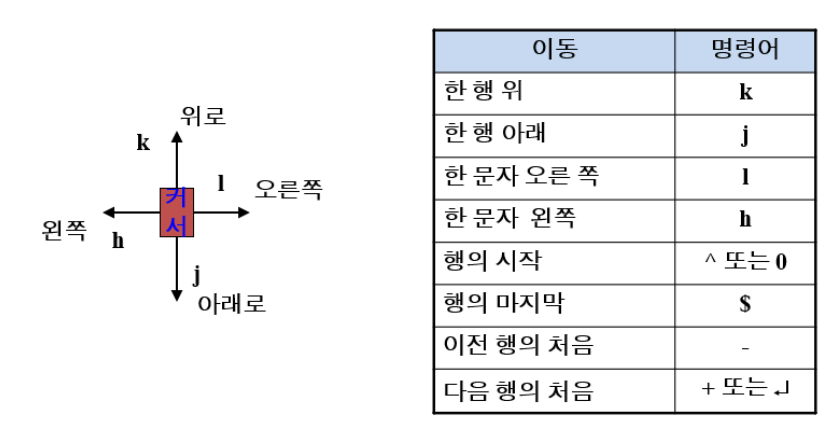 위로
k
l
오른쪽
커
서
왼쪽
h
j
아래로
이동 명령어
한 행 위 k
한 행 아래 j
한 문자 오른 쪽 l
한 문자 왼쪽 h
행의 시작 ^ 또는 0
행의 마지막 $
이전 행의 처음 -
다음 행의 처음 + 또는 ↲